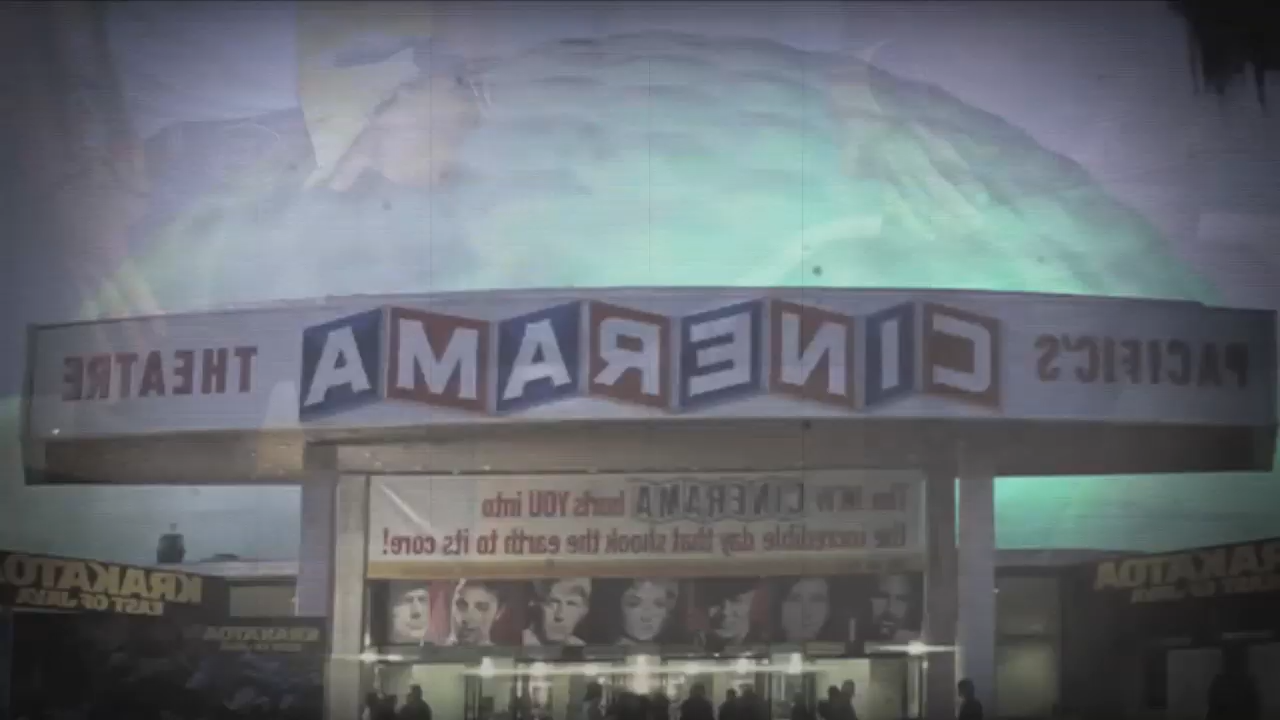 PACIFIC'S CINERAMA THEATRE
The new CINERAMA hurls YOU into
the incredible day that shook the earth to its core!
KRAKATOA
EAST OF JAVA
KRAKATOA
EAST OF JAVA
KRAKATOA